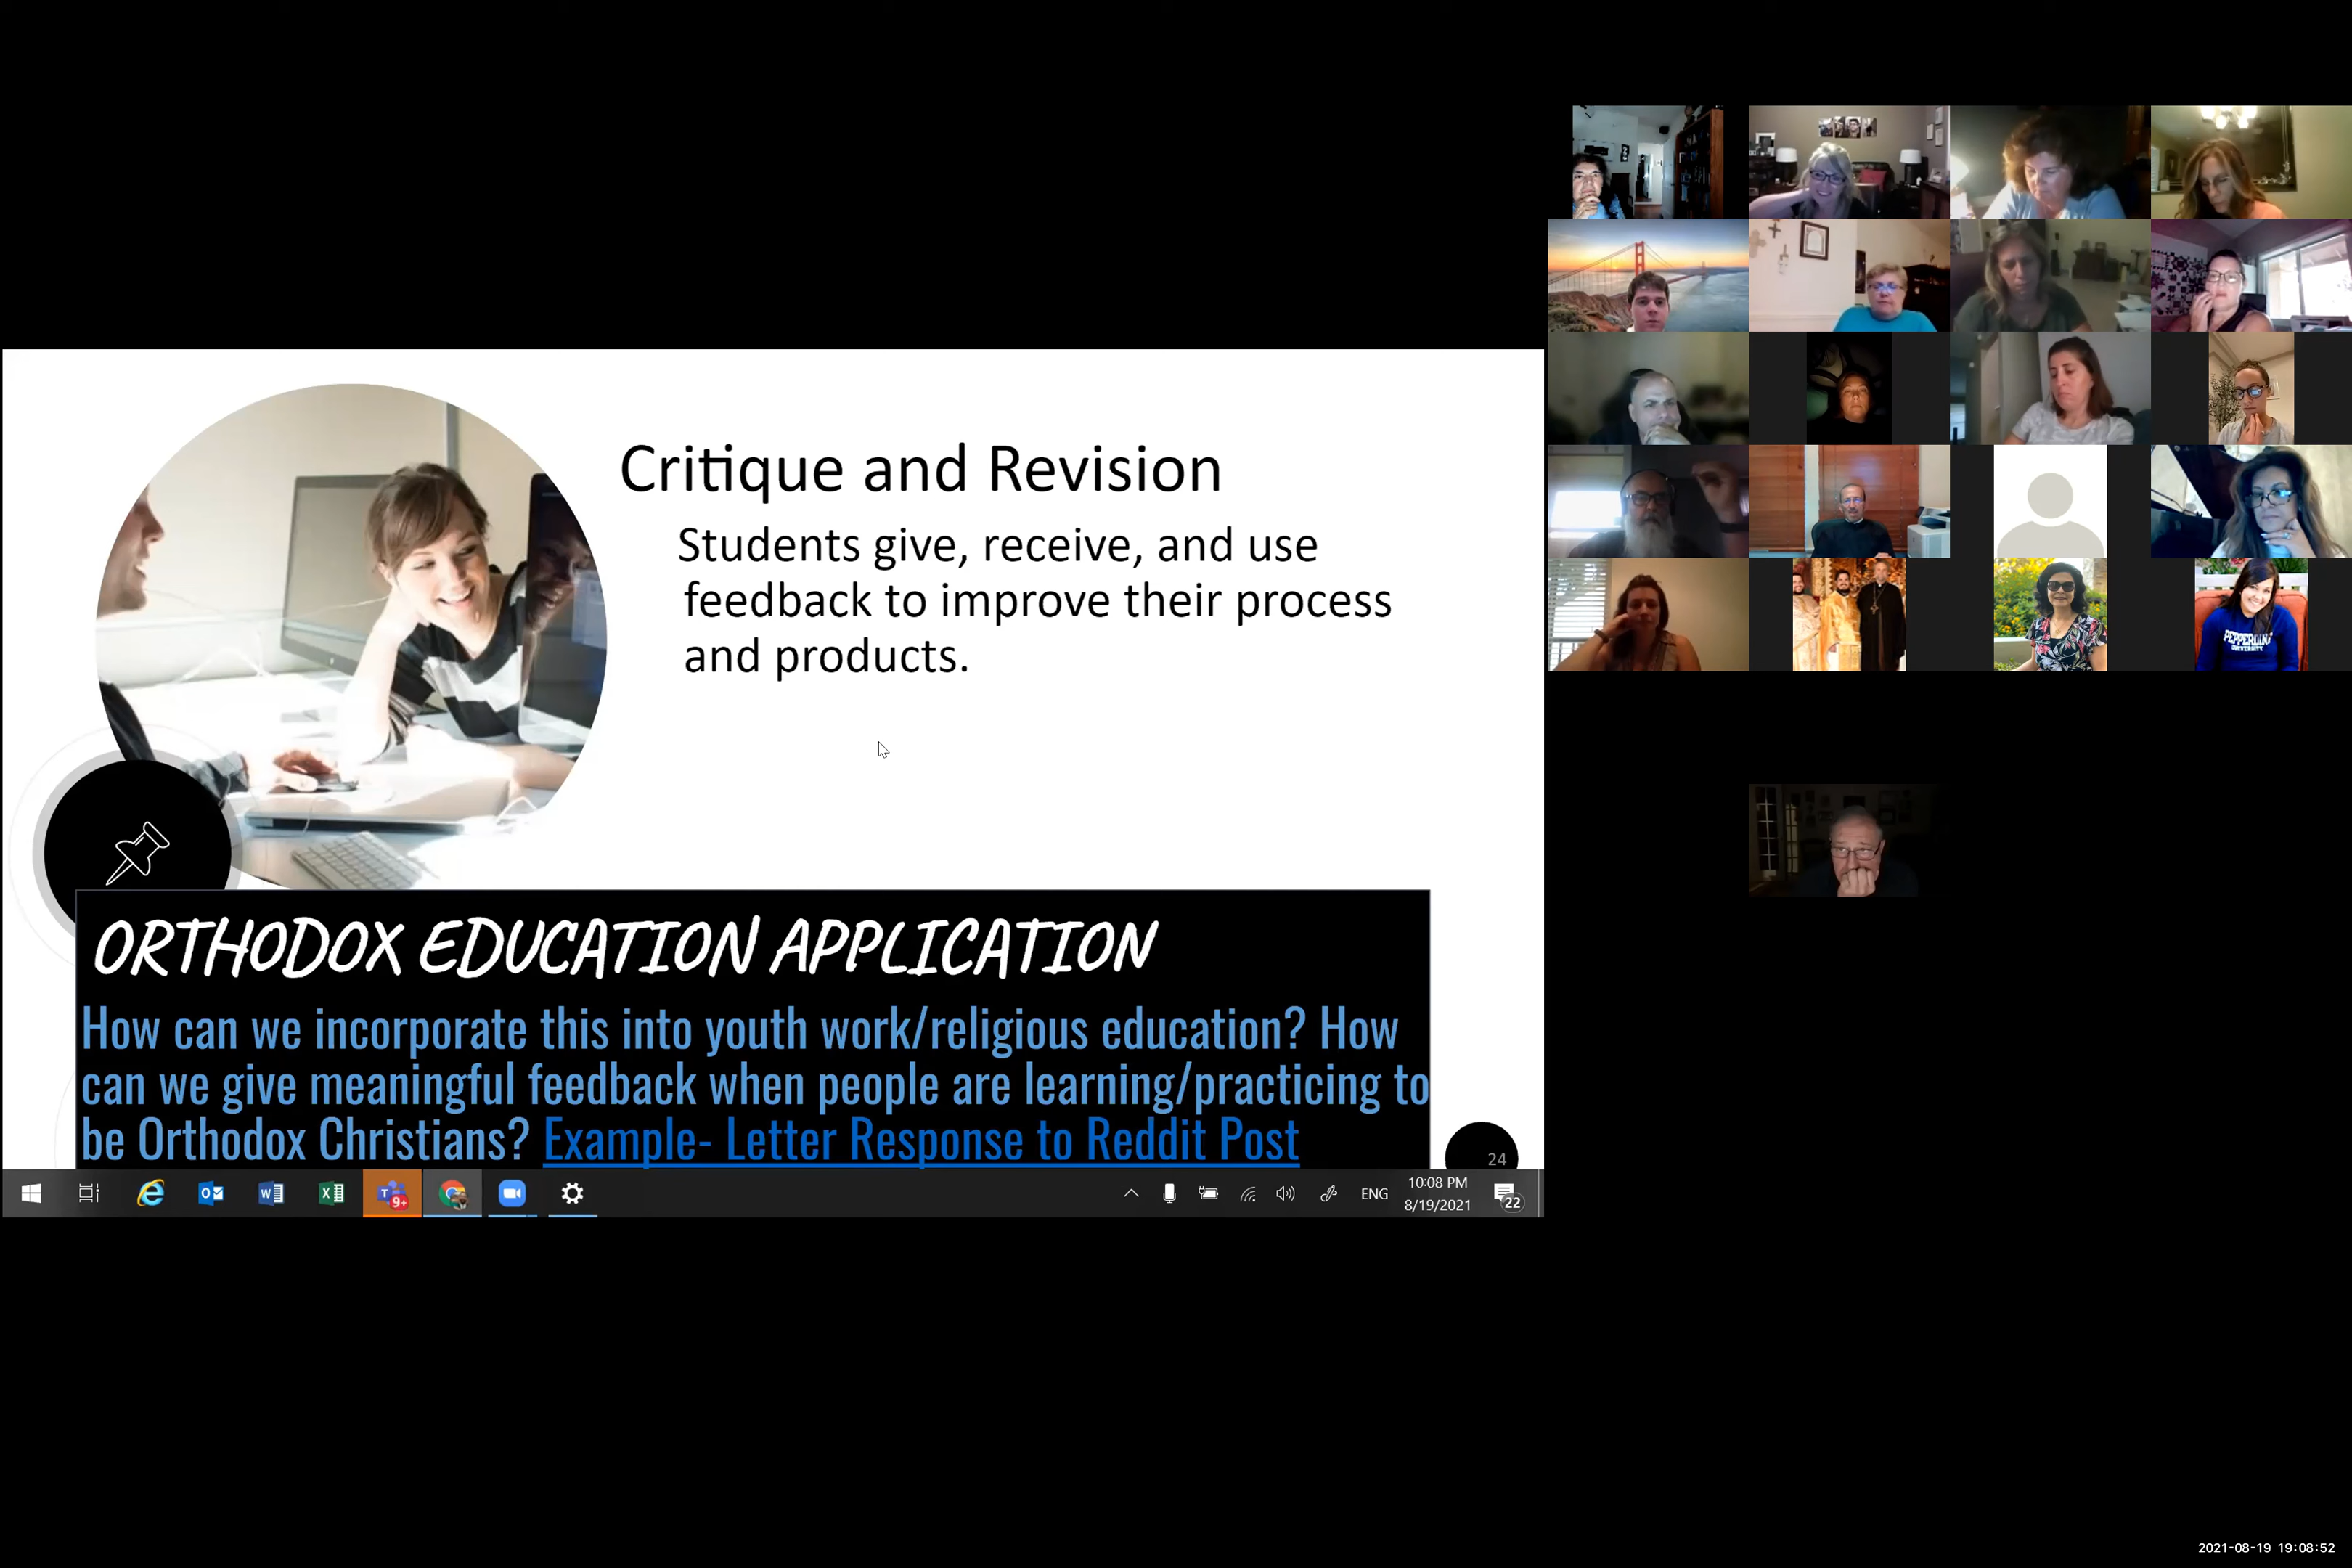 Critique and Revision
Students give, receive, and use
feedback to improve their process
and products.
ORTHODOX EDUCATION APPLICATION
How can we incorporate this into youth work/religious education? How
can we give meaningful feedback when people are learning/practicing to
be Orthodox Christians? Example- Letter Response to Reddit Post
24
9+
ENG
10:08 PM
8/19/2021
22
PEPPERDINE
UNIVERSITY
2021-08-19 19:08:52